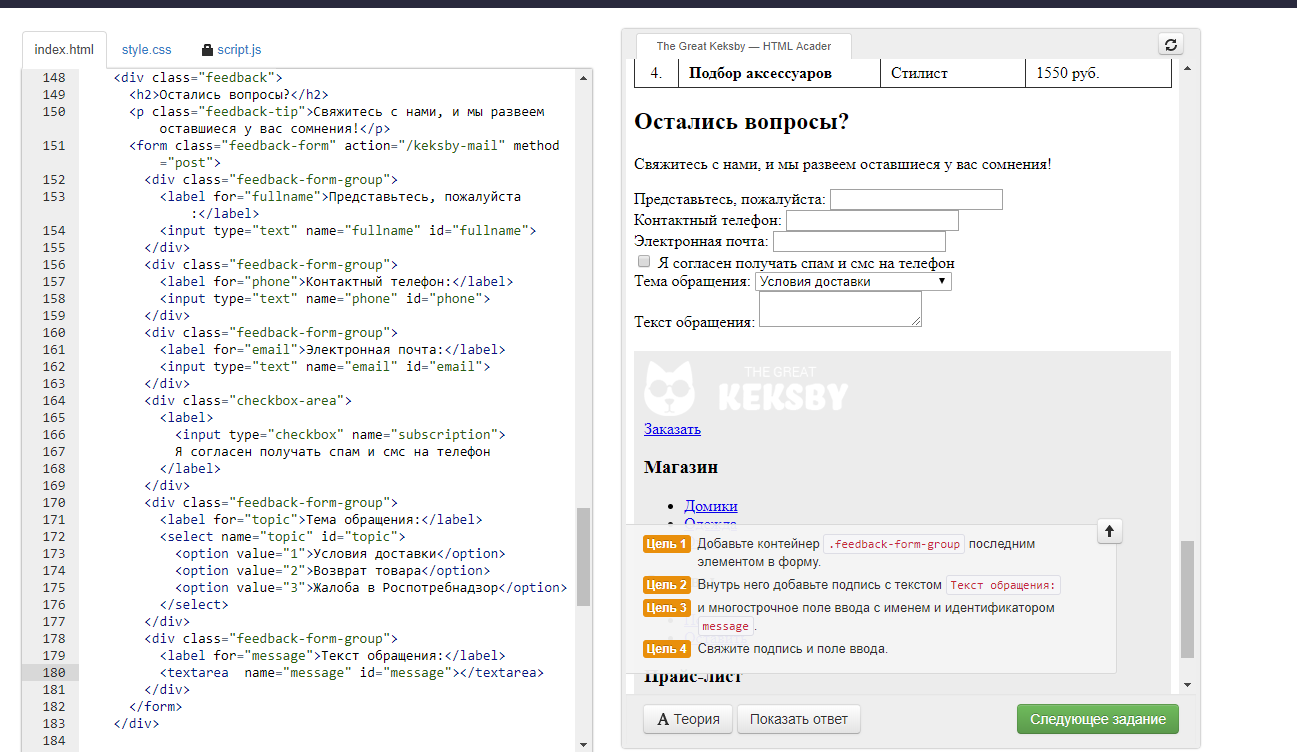 index.html style.css script.js
148 <div class="feedback">
149 <h2>Остались вопросы?</h2>
150 <p class="feedback-tip">Свяжитесь с нами, и мы развеем
оставшиеся у вас сомнения!</p>
151 <form class="feedback-form" action="/keksby-mail" method
="post">
152 <div class="feedback-form-group">
153 <label for="fullname">Представьтесь, пожалуйста
:</label>
154 <input type="text" name="fullname" id="fullname">
155 </div>
156 <div class="feedback-form-group">
157 <label for="phone">Контактный телефон:</label>
158 <input type="text" name="phone" id="phone">
159 </div>
160 <div class="feedback-form-group">
161 <label for="email">Электронная почта:</label>
162 <input type="text" name="email" id="email">
163 </div>
164 <div class="checkbox-area">
165 <label>
166 <input type="checkbox" name="subscription">
167 Я согласен получать спам и смс на телефон
168 </label>
169 </div>
170 <div class="feedback-form-group">
171 <label for="topic">Тема обращения:</label>
172 <select name="topic" id="topic">
173 <option value="1">Условия доставки</option>
174 <option value="2">Возврат товара</option>
175 <option value="3">Жалоба в Роспотребнадзор</option>
176 </select>
177 </div>
178 <div class="feedback-form-group">
179 <label for="message">Текст обращения:</label>
180 <textarea  name="message" id="message"></textarea>
181 </div>
182 </form>
183 </div>
184
The Great Keksby — HTML Acader
4. Подбор аксессуаров Стилист 1550 руб.
Остались вопросы?
Свяжитесь с нами, и мы развеем оставшиеся у вас сомнения!
Представьтесь, пожалуйста:
Контактный телефон:
Электронная почта:
Я согласен получать спам и смс на телефон
Тема обращения: Условия доставки
Текст обращения:
THE GREAT
KEKSBY
Заказать
Магазин
Домики
Одежда
Цель 1 Добавьте контейнер .feedback-form-group последним
элементом в форму.
Цель 2 Внутрь него добавьте подпись с текстом Текст обращения:
Цель 3 и многострочное поле ввода с именем и идентификатором
message.
Цель 4 Свяжите подпись и поле ввода.
Прайс-лист
А Теория Показать ответ Следующее задание